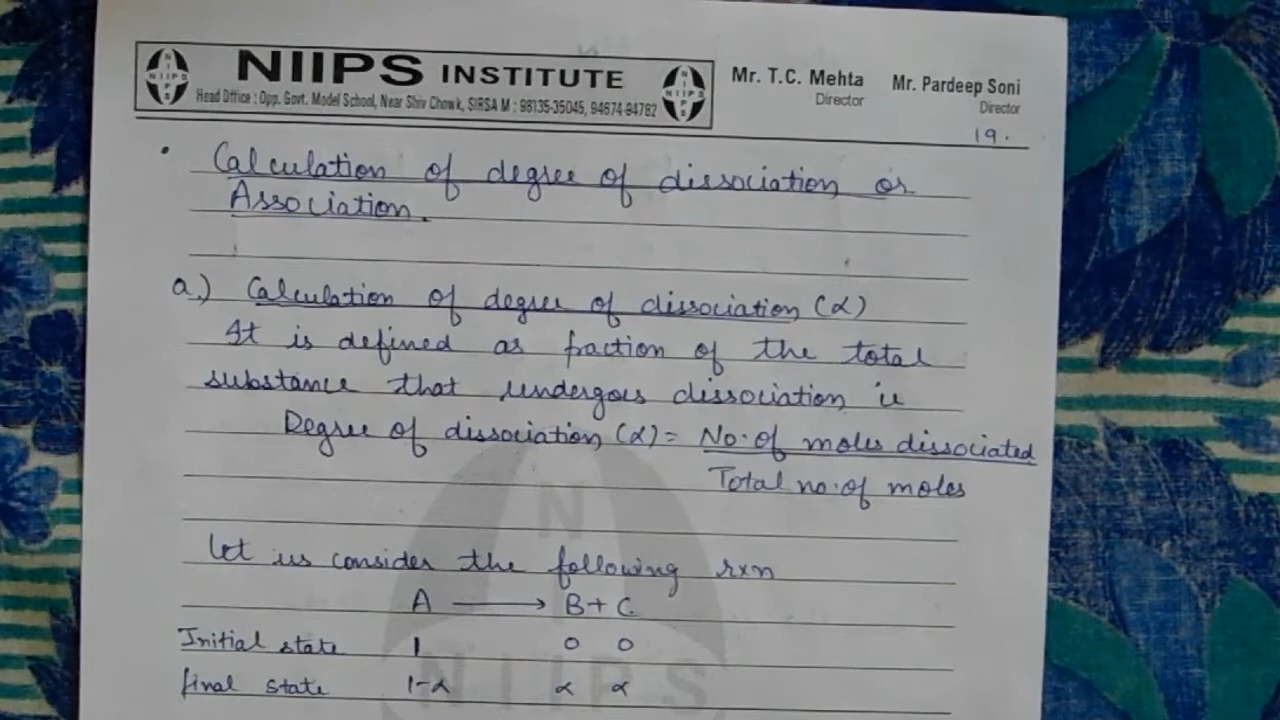 NIIPS INSTITUTE
Head Office : Opp. Govt. Model School, Near Shiv Chowk, SIRSA M : 98135-35045, 94674-84782
Mr. T.C. Mehta
Director
Mr. Pardeep Soni
Director
19.
• Calculation of degree of dissociation or
Association.
a.) Calculation of degree of dissociation (α)
It is defined as fraction of the total
substance that undergoes dissociation ie
Degree of dissociation (α) = No. of moles dissociated
Total no. of moles
let us consider the following rxn
A ⟶ B + C
Initial state 1 0 0
final state 1-α α α
NIIPS